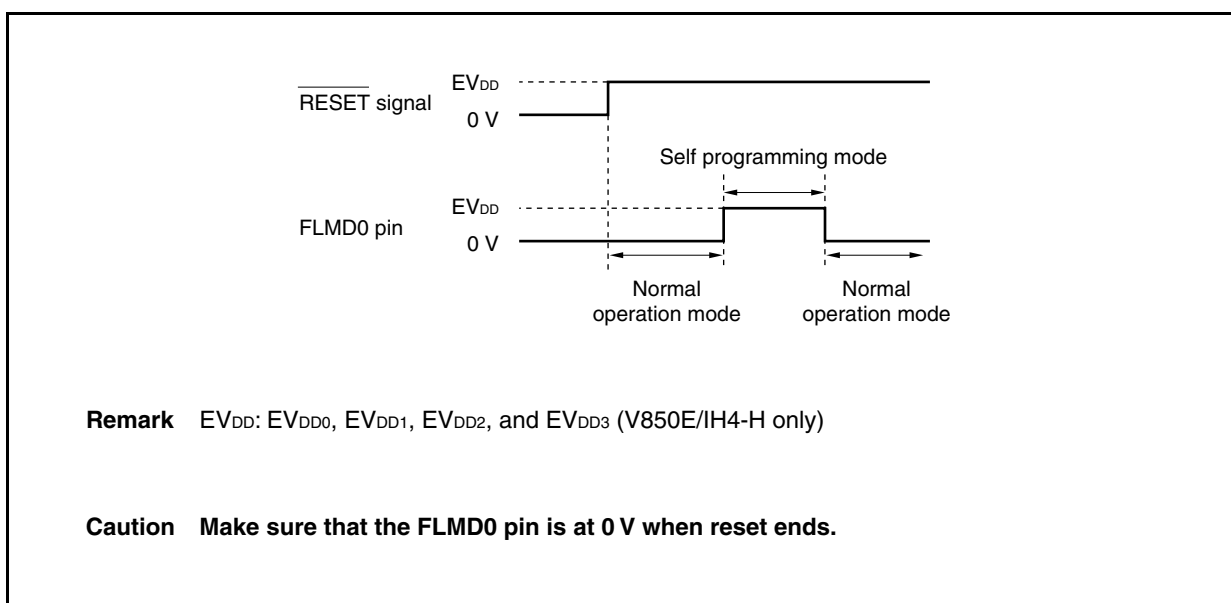 EVDD
RESET signal
0 V
Self programming mode
EVDD
FLMD0 pin
0 V
Normal operation mode
Normal operation mode
Remark EVDD: EVDD0, EVDD1, EVDD2, and EVDD3 (V850E/IH4-H only)
Caution Make sure that the FLMD0 pin is at 0 V when reset ends.